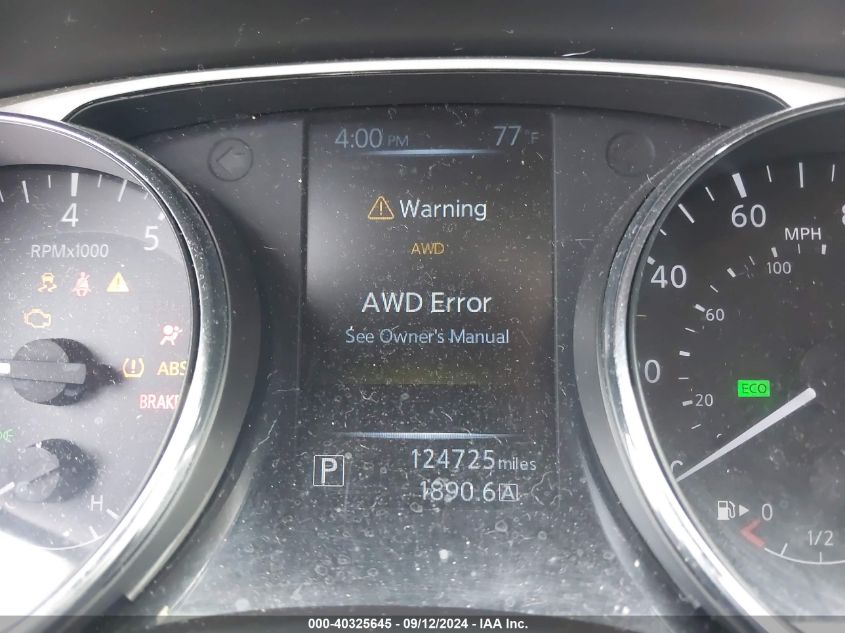 4:00 PM 77°F
Warning
AWD
AWD Error
See Owner's Manual
P
124725 miles
1890.6 A
4
5
RPMx1000
ABS
BRAKE
H
60
MPH
40
100
60
20
ECO
0
1/2
000-40325645 - 09/12/2024 - IAA Inc.